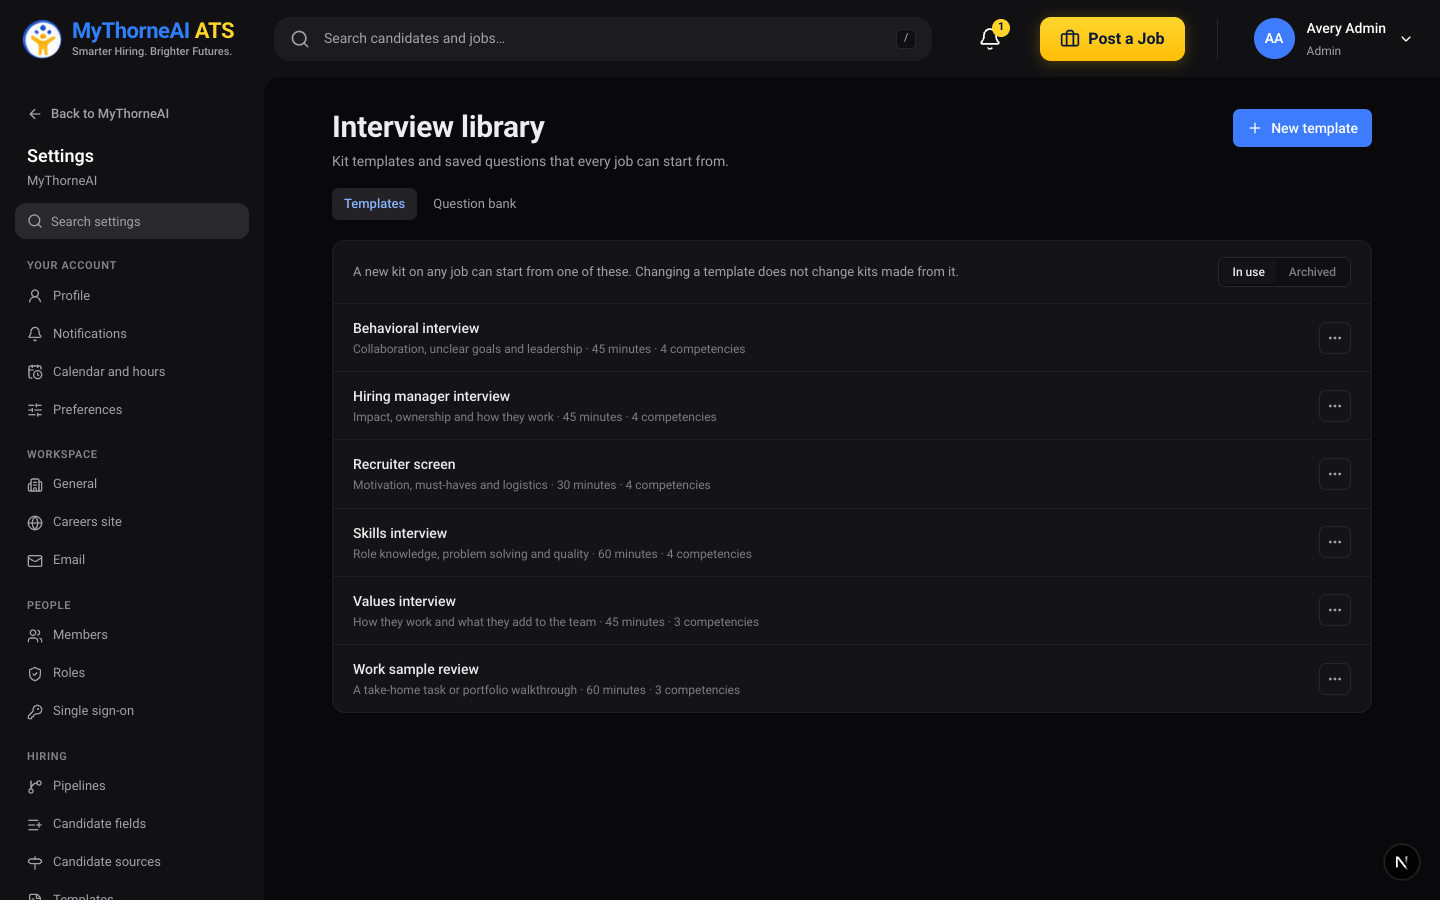 MyThorneAI ATS
Smarter Hiring. Brighter Futures.
Search candidates and jobs...
/
1
Post a Job
AA
Avery Admin
Admin
Back to MyThorneAI
Settings
MyThorneAI
Search settings
YOUR ACCOUNT
Profile
Notifications
Calendar and hours
Preferences
WORKSPACE
General
Careers site
Email
PEOPLE
Members
Roles
Single sign-on
HIRING
Pipelines
Candidate fields
Candidate sources
Templates
Interview library
New template
Kit templates and saved questions that every job can start from.
Templates
Question bank
A new kit on any job can start from one of these. Changing a template does not change kits made from it.
In use
Archived
Behavioral interview
Collaboration, unclear goals and leadership · 45 minutes · 4 competencies
Hiring manager interview
Impact, ownership and how they work · 45 minutes · 4 competencies
Recruiter screen
Motivation, must-haves and logistics · 30 minutes · 4 competencies
Skills interview
Role knowledge, problem solving and quality · 60 minutes · 4 competencies
Values interview
How they work and what they add to the team · 45 minutes · 3 competencies
Work sample review
A take-home task or portfolio walkthrough · 60 minutes · 3 competencies
N